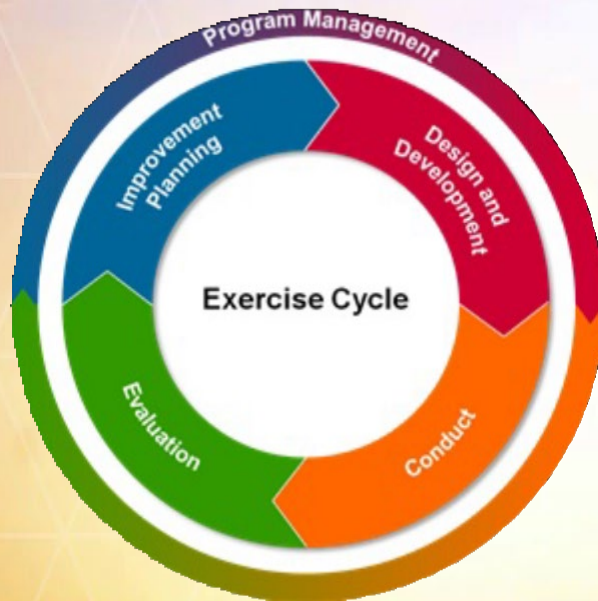 Program Management
Improvement
Planning
Design and
Development
Exercise Cycle
Evaluation
Conduct